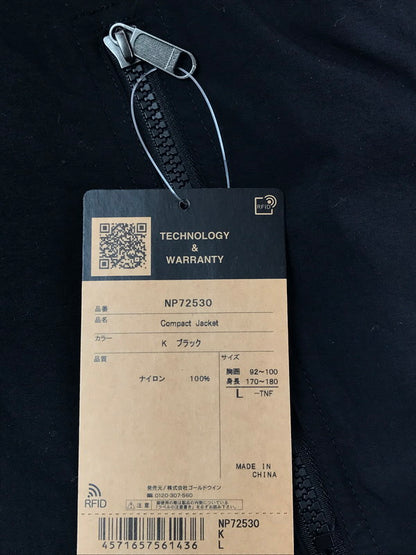 RFID
TECHNOLOGY
&
WARRANTY
品番 NP72530
品名 Compact Jacket
カラー K ブラック
品質 サイズ
ナイロン 100%
胸囲 92~100
身長 170~180
L -TNF
MADE IN
CHINA
発売元/株式会社ゴールドウイン
0120-307-560
RFID
注意
NP72530
K
L
4571657561436